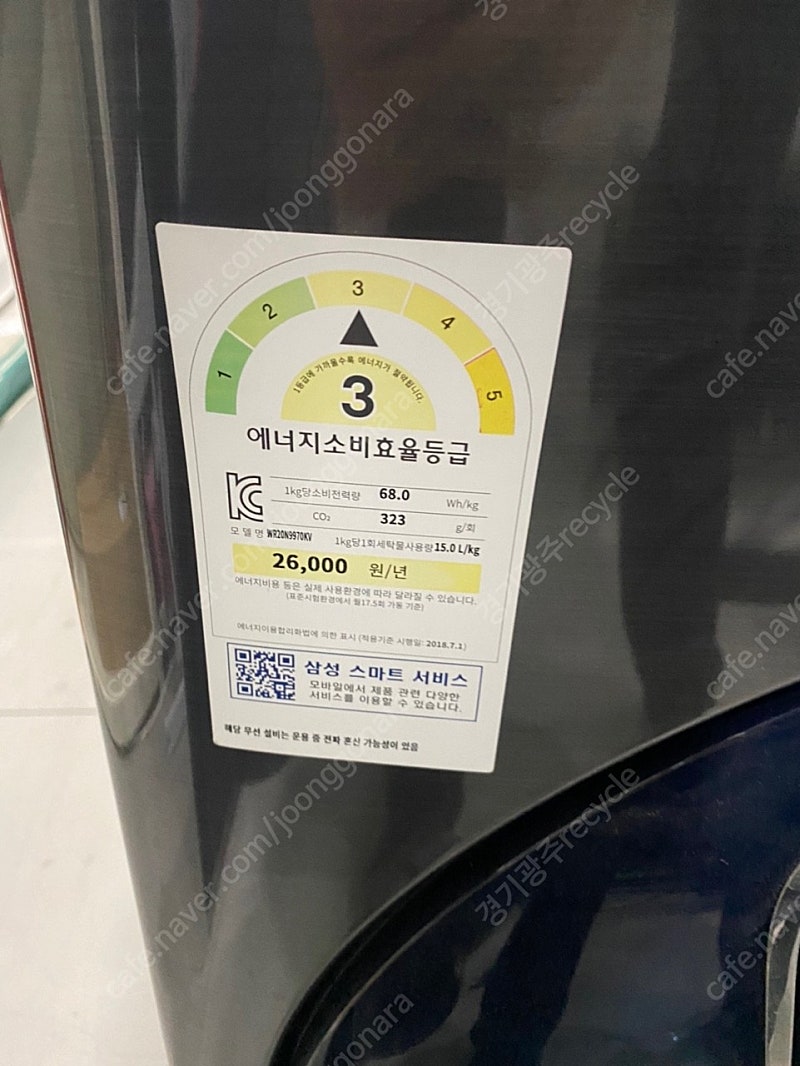 1
2
3
4
5
1등급에 가까울수록 에너지가 절약됩니다.
3
에너지소비효율등급
1kg당소비전력량 68.0 Wh/kg
CO₂ 323 g/회
모 델 명 WR20N9970KV 1kg당1회세탁물사용량 15.0 L/kg
26,000 원/년
에너지비용 등은 실제 사용환경에 따라 달라질 수 있습니다.
(표준시험환경에서 월17.5회 가동 기준)
에너지이용합리화법에 의한 표시 (적용기준 시행일: 2018.7.1)
삼성 스마트 서비스
모바일에서 제품 관련 다양한
서비스를 이용할 수 있습니다.
해당 무선 설비는 운용 중 전파 혼신 가능성이 있음
cafe.naver.com/joonggonara
경기광주recycle
cafe.naver.com/joonggonara
경기광주recycle
cafe.naver.com/joonggonara
경기광주recycle